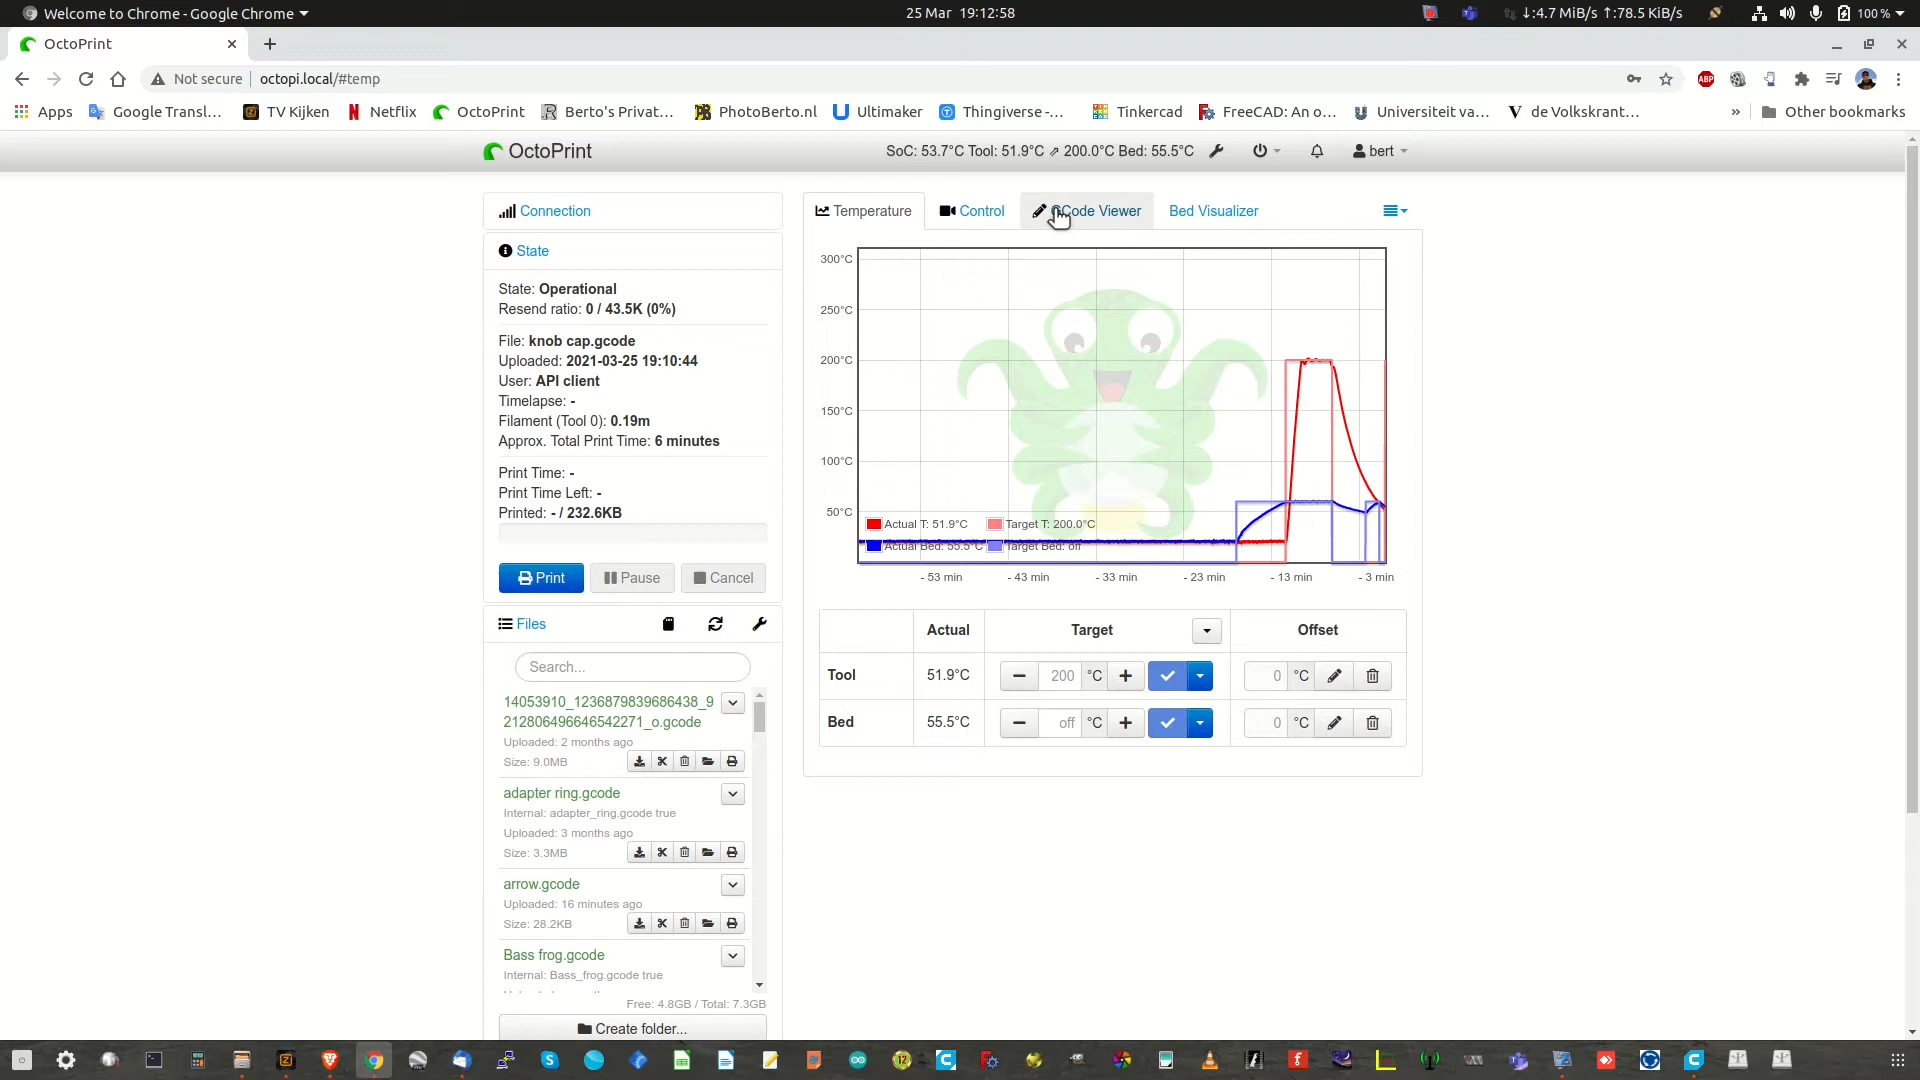 Welcome to Chrome - Google Chrome
25 Mar 19:12:58
↓:4.7 MiB/s ↑:78.5 KiB/s
100 %
OctoPrint
Not secure
octopi.local/#temp
ABP
Apps
Google Transl...
TV Kijken
Netflix
OctoPrint
Berto's Privat...
PhotoBerto.nl
Ultimaker
Thingiverse -...
Tinkercad
FreeCAD: An o...
Universiteit va...
de Volkskrant...
»
Other bookmarks
OctoPrint
SoC: 53.7°C Tool: 51.9°C ⇗ 200.0°C Bed: 55.5°C
bert
Connection
Temperature
Control
GCode Viewer
Bed Visualizer
State
State: Operational
Resend ratio: 0 / 43.5K (0%)
File: knob cap.gcode
Uploaded: 2021-03-25 19:10:44
User: API client
Timelapse: -
Filament (Tool 0): 0.19m
Approx. Total Print Time: 6 minutes
Print Time: -
Print Time Left: -
Printed: - / 232.6KB
Print
Pause
Cancel
300°C
250°C
200°C
150°C
100°C
50°C
Actual T: 51.9°C
Target T: 200.0°C
Actual Bed: 55.5°C
Target Bed: off
- 53 min
- 43 min
- 33 min
- 23 min
- 13 min
- 3 min
Actual
Target
Offset
Tool
51.9°C
200
°C
0
°C
Bed
55.5°C
off
°C
0
°C
Files
Search...
14053910_1236879839686438_9
212806496646542271_o.gcode
Uploaded: 2 months ago
Size: 9.0MB
adapter ring.gcode
Internal: adapter_ring.gcode true
Uploaded: 3 months ago
Size: 3.3MB
arrow.gcode
Uploaded: 16 minutes ago
Size: 28.2KB
Bass frog.gcode
Internal: Bass_frog.gcode true
Free: 4.8GB / Total: 7.3GB
Create folder...